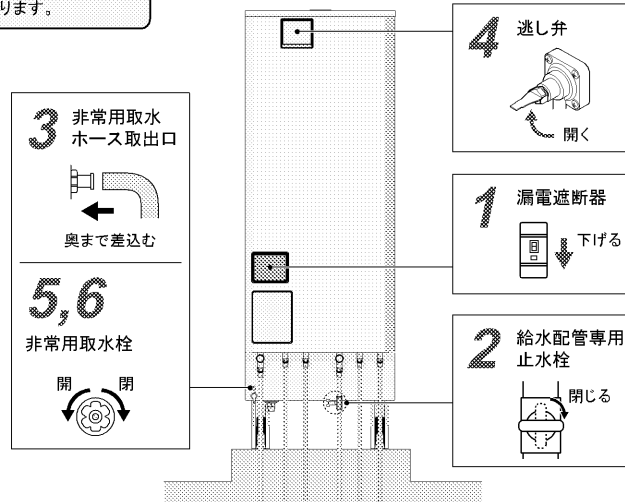 ります。
3 非常用取水
ホース取出口
奥まで差込む
5,6
非常用取水栓
開 閉
4 逃し弁
開く
1 漏電遮断器
下げる
2 給水配管専用
止水栓
閉じる